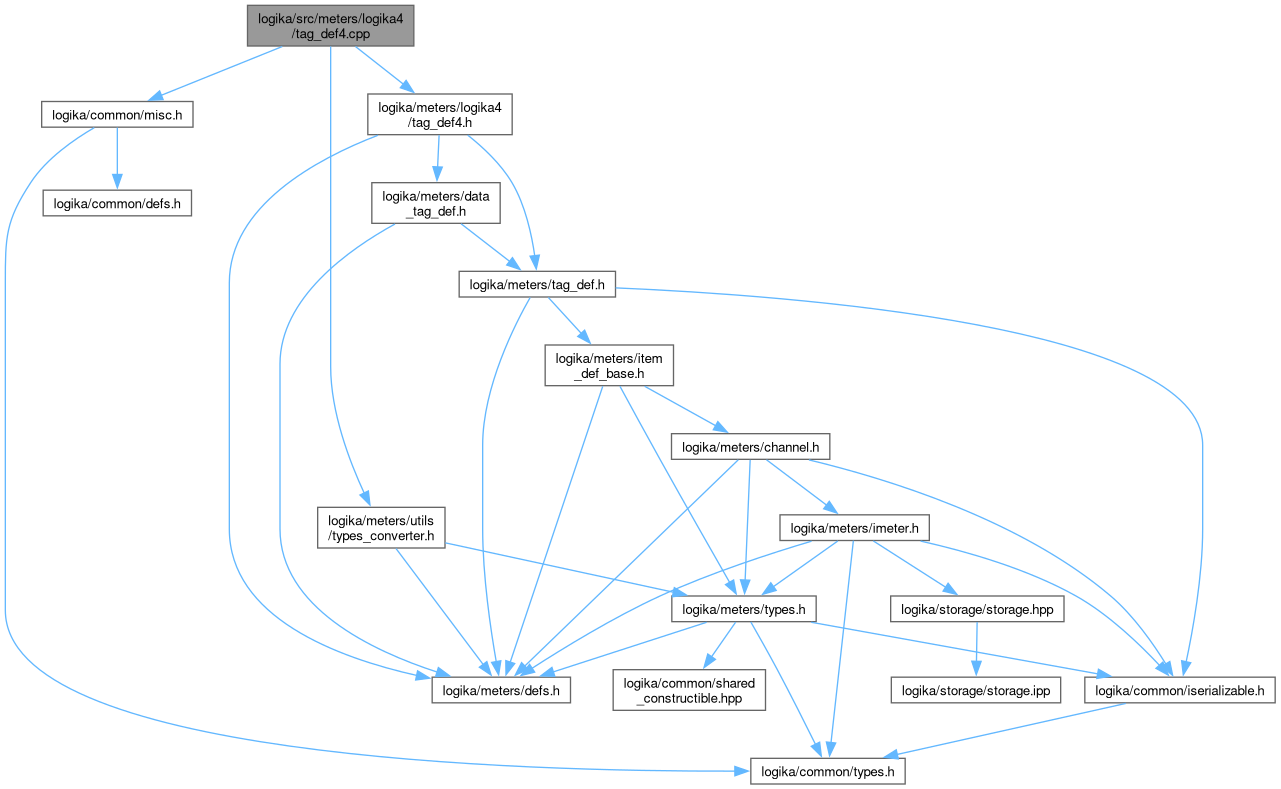 logika/src/meters/logika4
/tag_def4.cpp
logika/common/misc.h
logika/meters/logika4
/tag_def4.h
logika/common/defs.h
logika/meters/data
_tag_def.h
logika/meters/tag_def.h
logika/meters/item
_def_base.h
logika/meters/channel.h
logika/meters/utils
/types_converter.h
logika/meters/imeter.h
logika/meters/types.h
logika/storage/storage.hpp
logika/meters/defs.h
logika/common/shared
_constructible.hpp
logika/storage/storage.ipp
logika/common/iserializable.h
logika/common/types.h